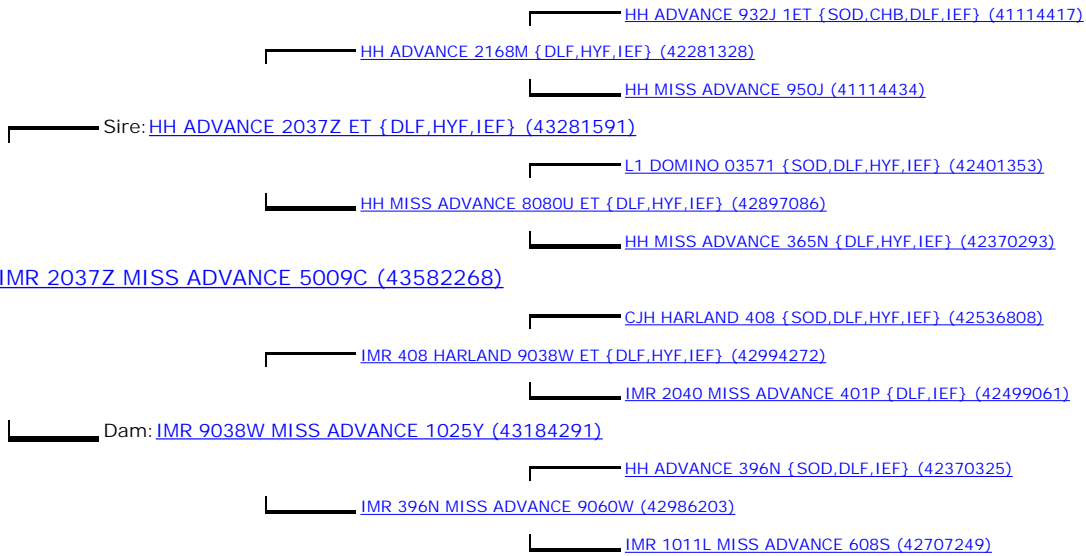 HH ADVANCE 932J 1ET {SOD,CHB,DLF,IEF} (41114417)
HH ADVANCE 2168M {DLF,HYF,IEF} (42281328)
HH MISS ADVANCE 950J (41114434)
Sire: HH ADVANCE 2037Z ET {DLF,HYF,IEF} (43281591)
L1 DOMINO 03571 {SOD,DLF,HYF,IEF} (42401353)
HH MISS ADVANCE 8080U ET {DLF,HYF,IEF} (42897086)
HH MISS ADVANCE 365N {DLF,HYF,IEF} (42370293)
IMR 2037Z MISS ADVANCE 5009C (43582268)
CJH HARLAND 408 {SOD,DLF,HYF,IEF} (42536808)
IMR 408 HARLAND 9038W ET {DLF,HYF,IEF} (42994272)
IMR 2040 MISS ADVANCE 401P {DLF,IEF} (42499061)
Dam: IMR 9038W MISS ADVANCE 1025Y (43184291)
HH ADVANCE 396N {SOD,DLF,IEF} (42370325)
IMR 396N MISS ADVANCE 9060W (42986203)
IMR 1011L MISS ADVANCE 608S (42707249)